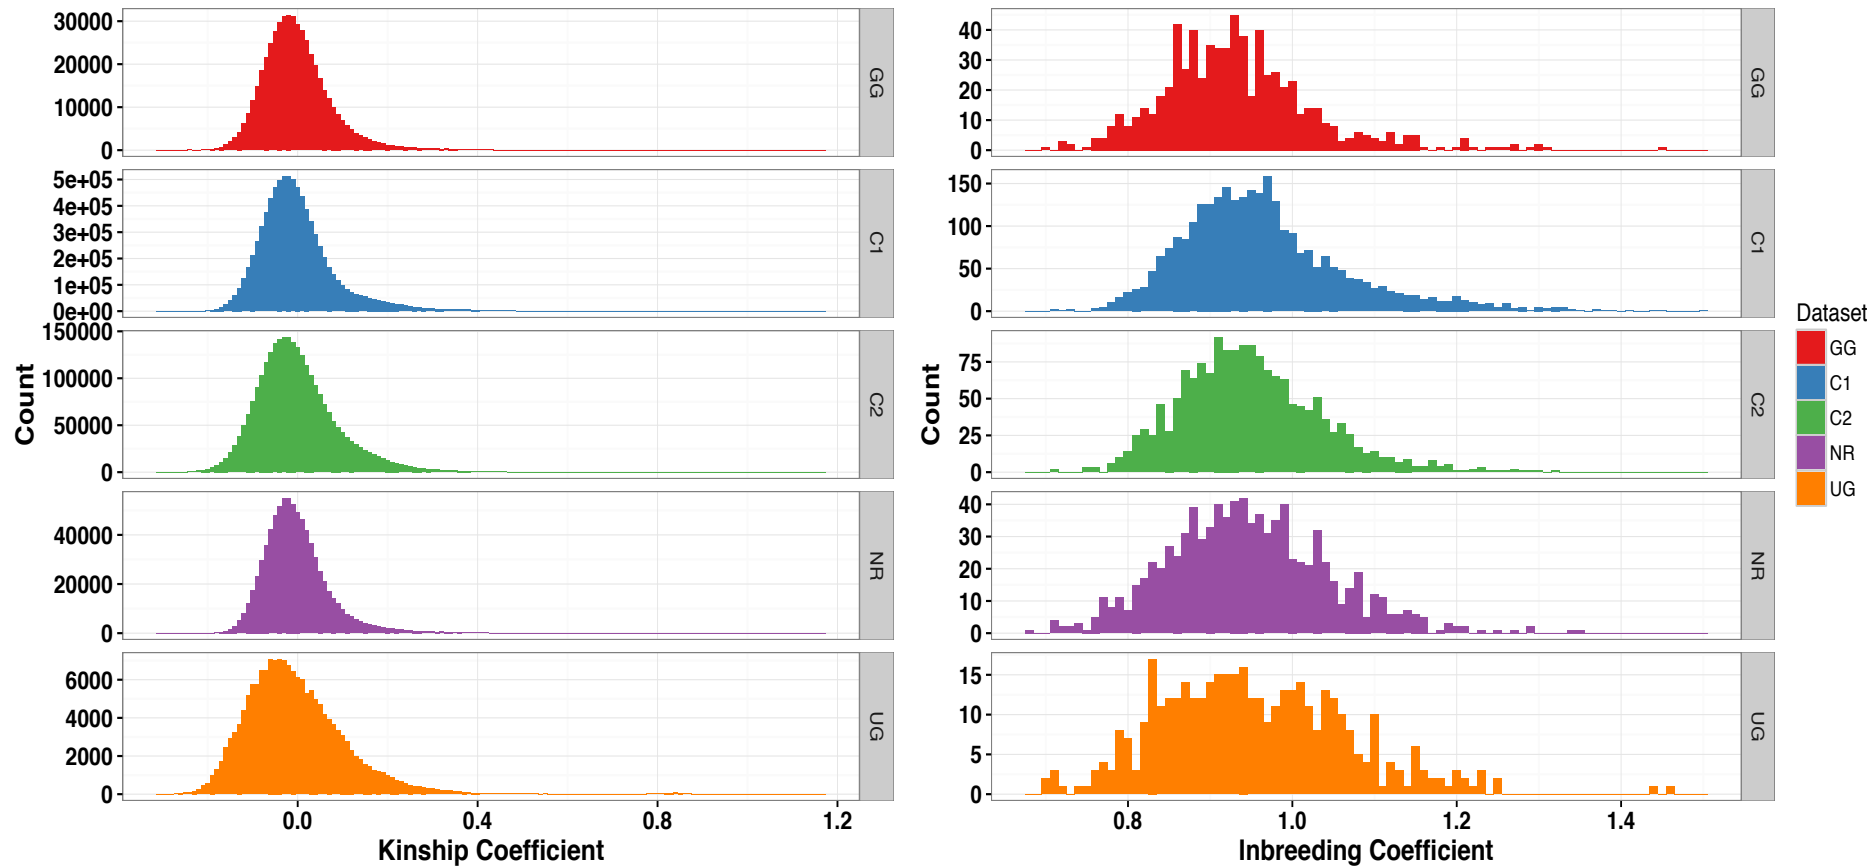 30000
20000
10000
0
GG
5e+05
4e+05
3e+05
2e+05
1e+05
0e+00
C1
150000
100000
50000
0
C2
40000
20000
0
NR
6000
4000
2000
0
UG
0.0 0.4 0.8 1.2
Kinship Coefficient
Count
40
30
20
10
0
GG
150
100
50
0
C1
75
50
25
0
C2
40
30
20
10
0
NR
15
10
5
0
UG
0.8 1.0 1.2 1.4
Inbreeding Coefficient
Count
Dataset
GG
C1
C2
NR
UG